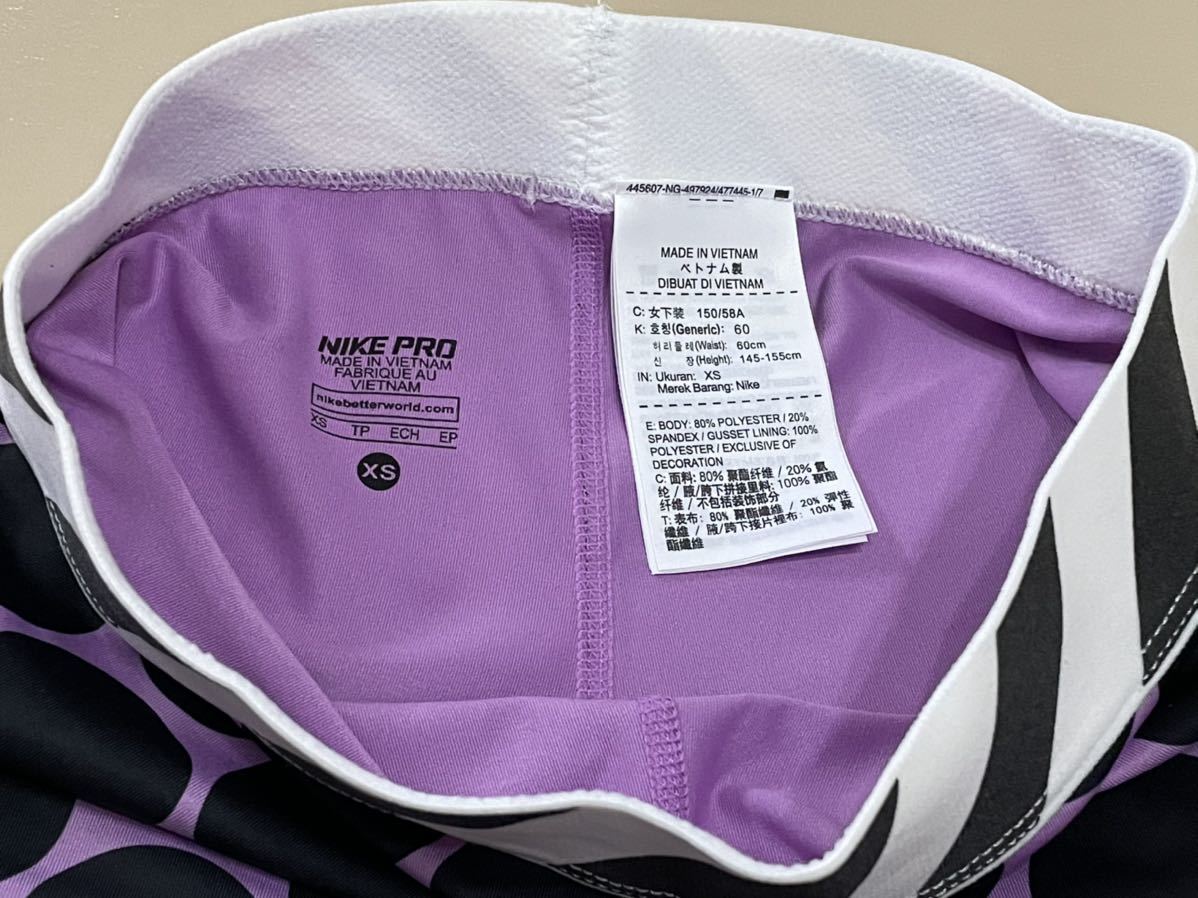 NIKE PRO
MADE IN VIETNAM
FABRIQUE AU
VIETNAM
nikebetterworld.com
XS TP ECH EP
XS
445607-NG-497924/477445-1/7
MADE IN VIETNAM
ベトナム製
DIBUAT DI VIETNAM
C: 女下装 150/58A
K: 호칭(Generic): 60
허리둘레(Waist): 60cm
신 장(Height): 145-155cm
IN: Ukuran: XS
Merek Barang: Nike
E: BODY: 80% POLYESTER / 20%
SPANDEX / GUSSET LINING: 100%
POLYESTER / EXCLUSIVE OF
DECORATION
C: 面料: 80% 聚酯纤维 / 20% 氨
纶 / 腋/跨下拼接里料: 100% 聚酯
纤维 / 不包括装饰部分
T: 表布: 80% 聚酯纖維 / 20% 彈性
纖維 / 腋/跨下接片裡布: 100% 聚
酯纖維